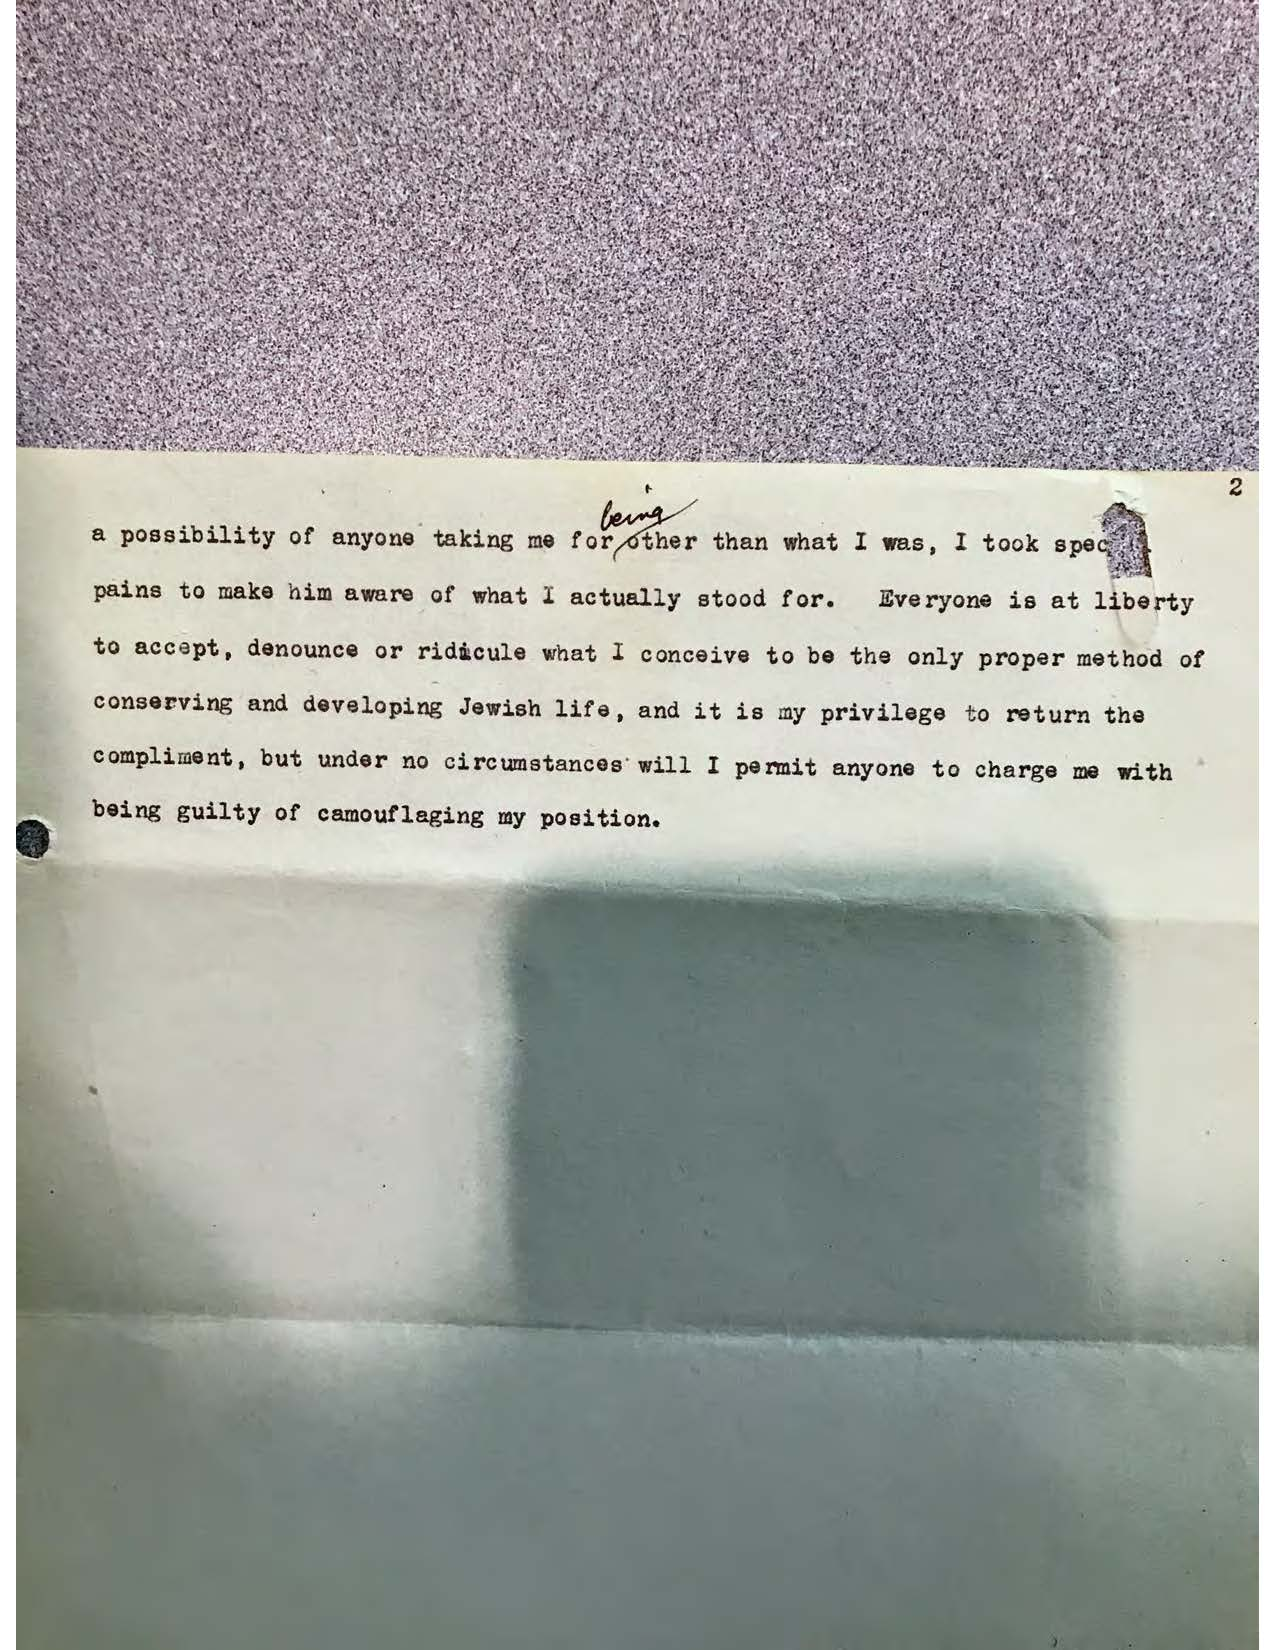 2
being
a possibility of anyone taking me for other than what I was, I took spec
pains to make him aware of what I actually stood for. Everyone is at liberty
to accept, denounce or ridicule what I conceive to be the only proper method of
conserving and developing Jewish life, and it is my privilege to return the
compliment, but under no circumstances will I permit anyone to charge me with
being guilty of camouflaging my position.